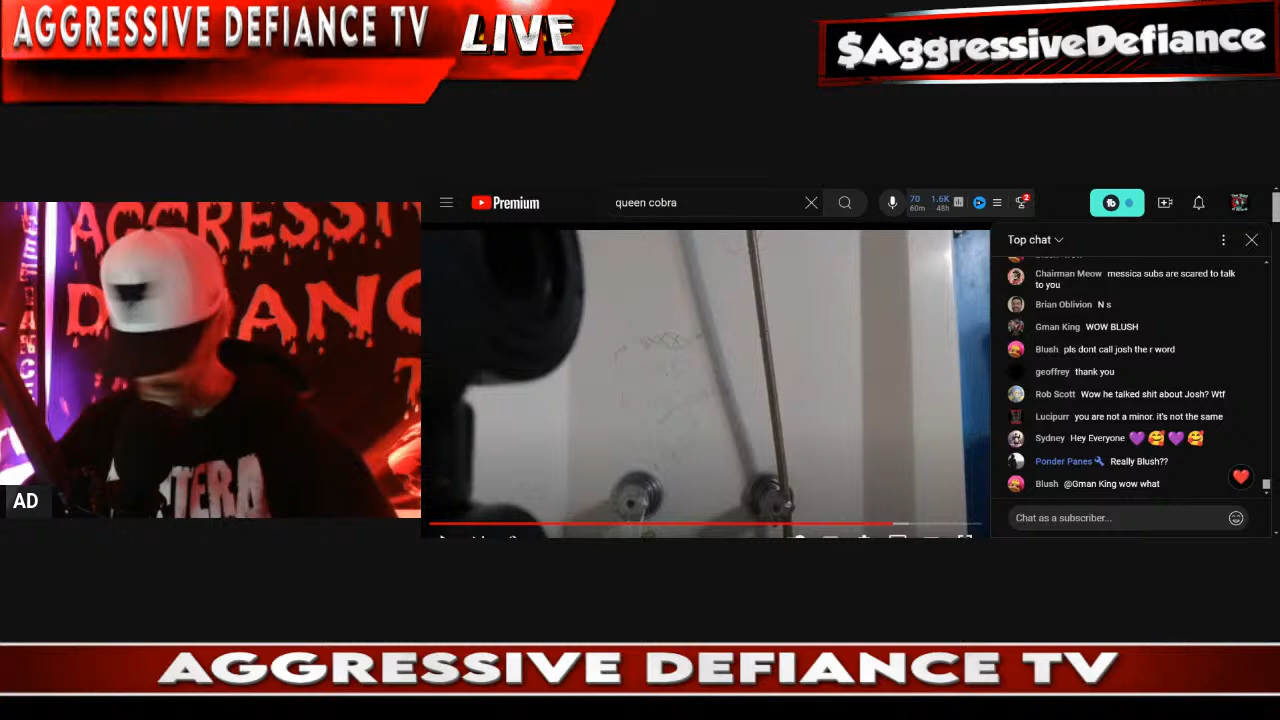 AGGRESSIVE DEFIANCE TV
LIVE
$AggressiveDefiance
Premium
queen cobra
70
60m
1.6K
48h
2
AD
Top chat
Chairman Meow messica subs are scared to talk
to you
Brian Oblivion N s
Gman King WOW BLUSH
Blush pls dont call josh the r word
geoffrey thank you
Rob Scott Wow he talked shit about Josh? Wtf
Lucipurr you are not a minor. it's not the same
Sydney Hey Everyone 💜🥰💜🥰
Ponder Panes Really Blush??
Blush @Gman King wow what
Chat as a subscriber...
AGGRESSIVE DEFIANCE TV